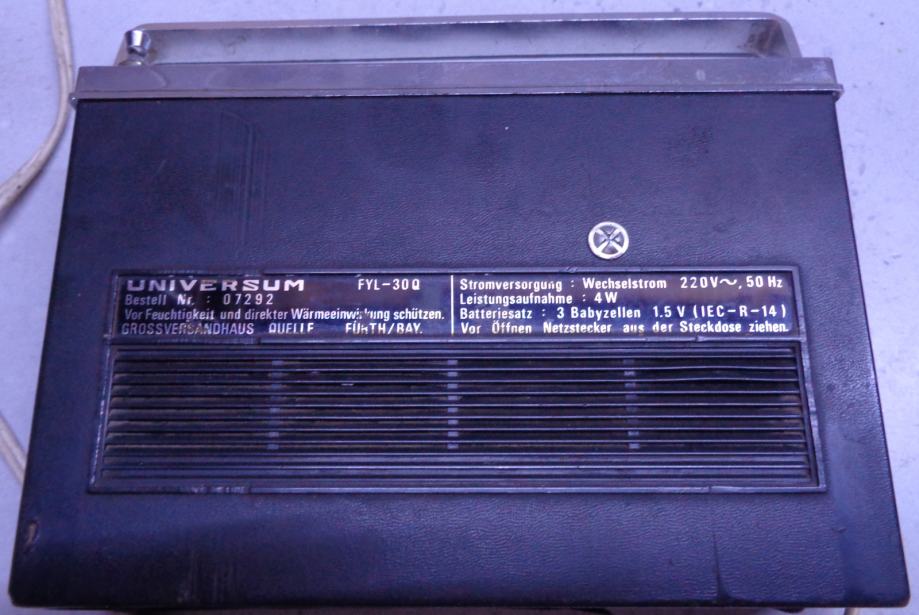 UNIVERSUM FYL-30Q
Bestell Nr. : 07292
Vor Feuchtigkeit und direkter Wärmeeinwirkung schützen.
GROSSVERSANDHAUS QUELLE FÜRTH/BAY.
Stromversorgung : Wechselstrom 220V~, 50 Hz
Leistungsaufnahme : 4W
Batteriesatz : 3 Babyzellen 1.5 V (IEC-R-14)
Vor Öffnen Netzstecker aus der Steckdose ziehen.